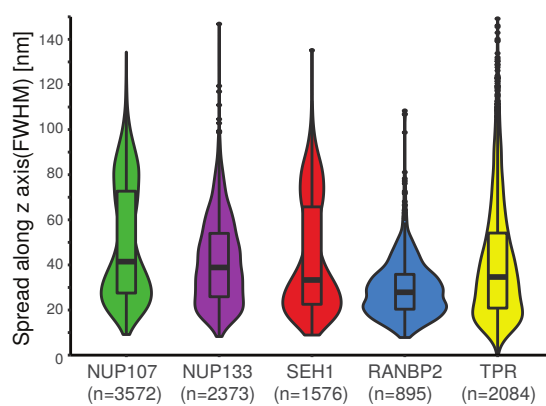 Spread along z axis(FWHM) [nm]
140
120
100
80
60
40
20
0
NUP107 NUP133 SEH1 RANBP2 TPR
(n=3572) (n=2373) (n=1576) (n=895) (n=2084)